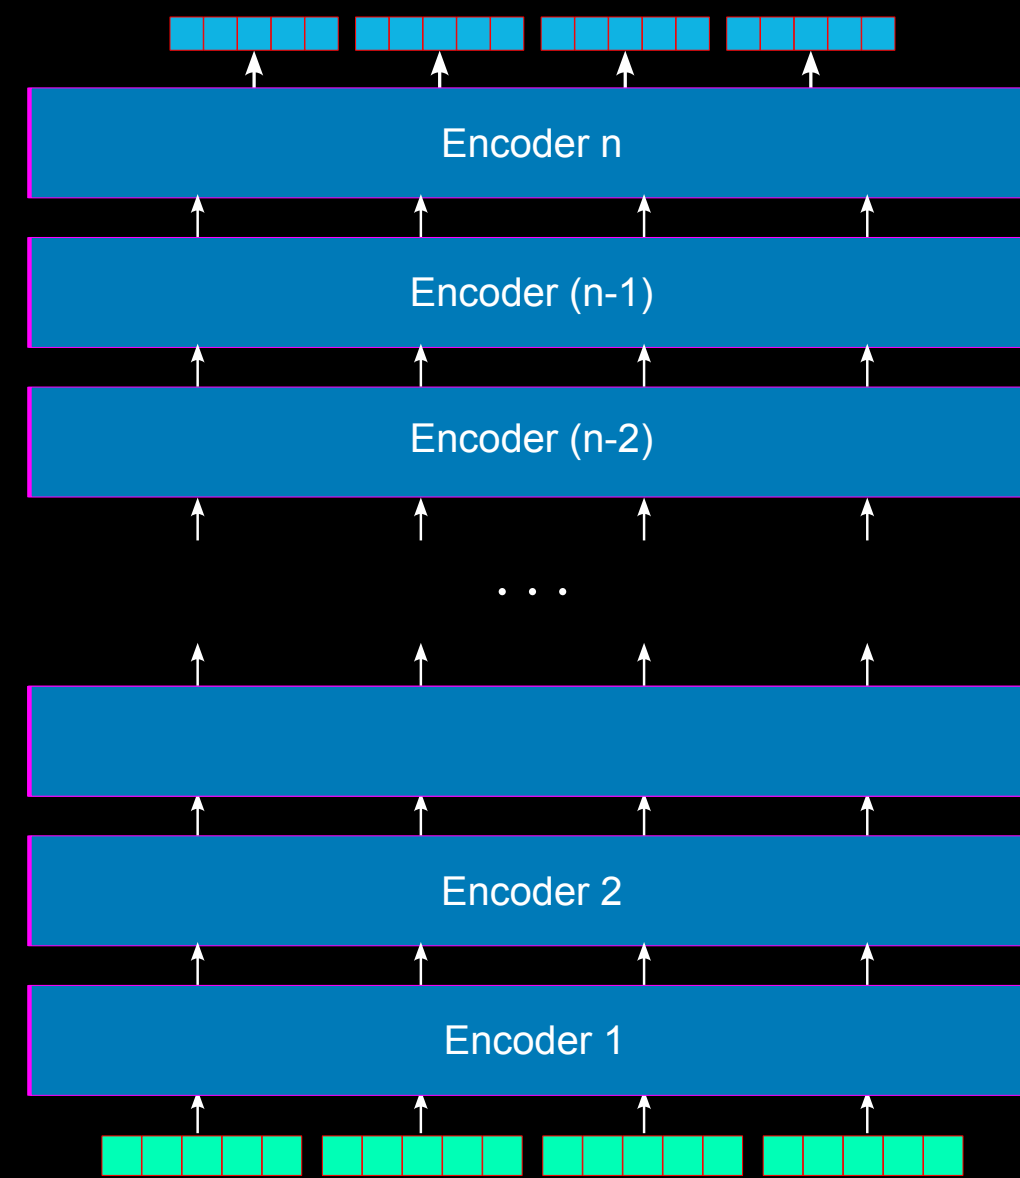 Encoder n
Encoder (n-1)
Encoder (n-2)
. . .
Encoder 2
Encoder 1